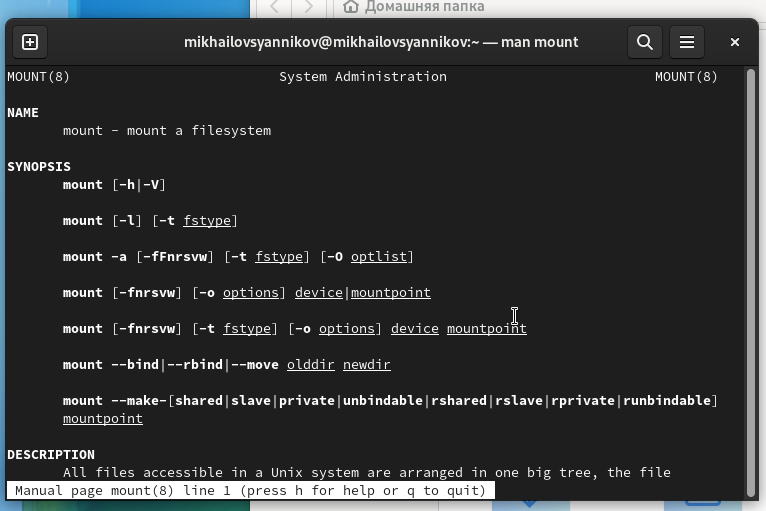 Домашняя папка
mikhailovsyannikov@mikhailovsyannikov:~ — man mount
MOUNT(8) System Administration MOUNT(8)
NAME
mount - mount a filesystem
SYNOPSIS
mount [-h|-V]
mount [-l] [-t fstype]
mount -a [-fFnrsvw] [-t fstype] [-O optlist]
mount [-fnrsvw] [-o options] device|mountpoint
mount [-fnrsvw] [-t fstype] [-o options] device mountpoint
mount --bind|--rbind|--move olddir newdir
mount --make-[shared|slave|private|unbindable|rshared|rslave|rprivate|runbindable]
mountpoint
DESCRIPTION
All files accessible in a Unix system are arranged in one big tree, the file
Manual page mount(8) line 1 (press h for help or q to quit)